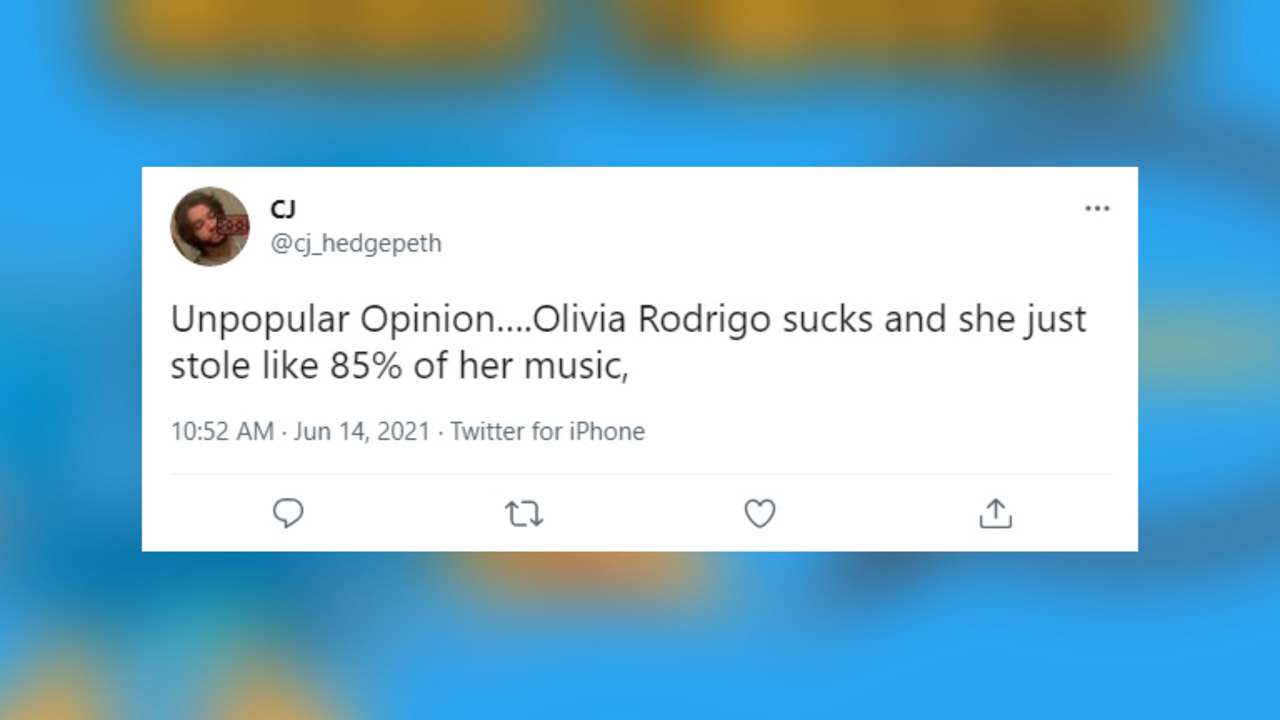 CJ
@cj_hedgepeth
Unpopular Opinion....Olivia Rodrigo sucks and she just
stole like 85% of her music,
10:52 AM · Jun 14, 2021 · Twitter for iPhone